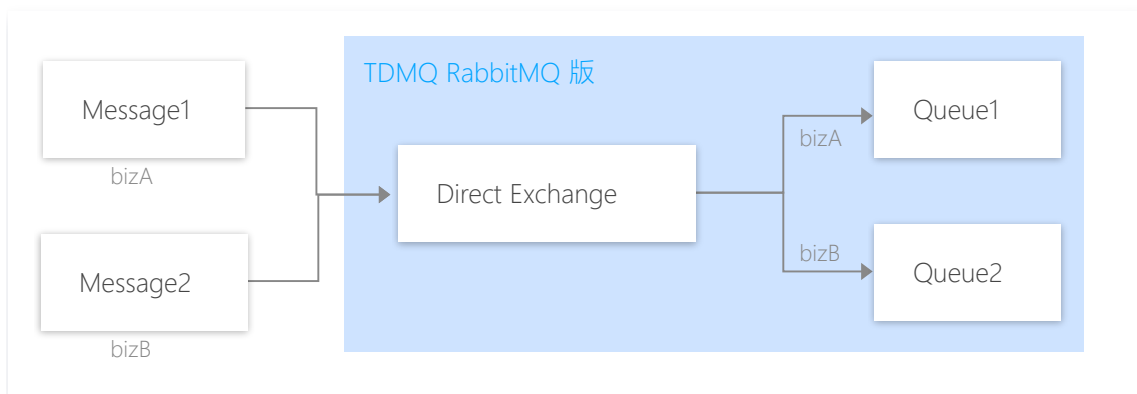 TDMQ RabbitMQ 版
Message1
bizA
Message2
bizB
Direct Exchange
bizA
Queue1
bizB
Queue2